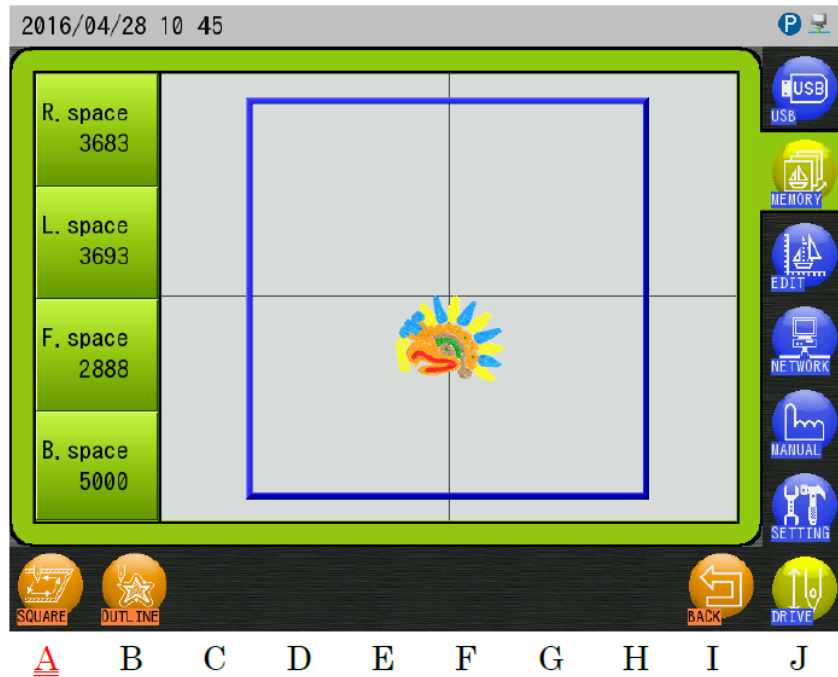 2016/04/28 10 45
P
R. space
3683
L. space
3693
F. space
2888
B. space
5000
USB
USB
MEMORY
EDIT
NETWORK
MANUAL
SETTING
SQUARE
OUTLINE
BACK
DRIVE
A B C D E F G H I J